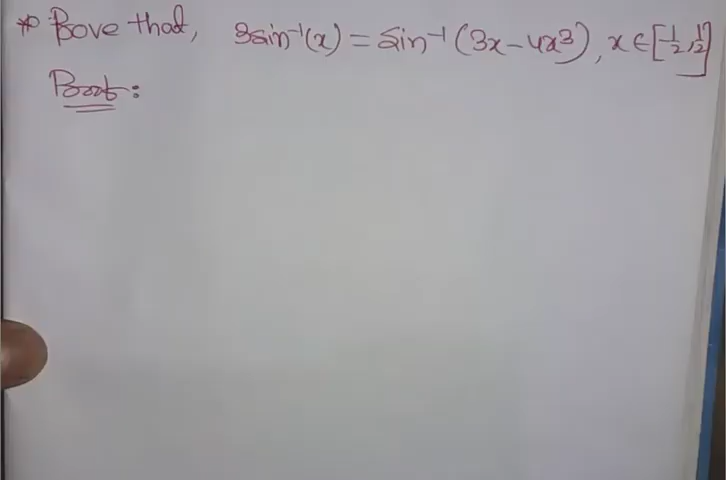 * Prove that, 3sin⁻¹(x) = sin⁻¹(3x-4x³), x∈[-1/2, 1/2]
Proof: